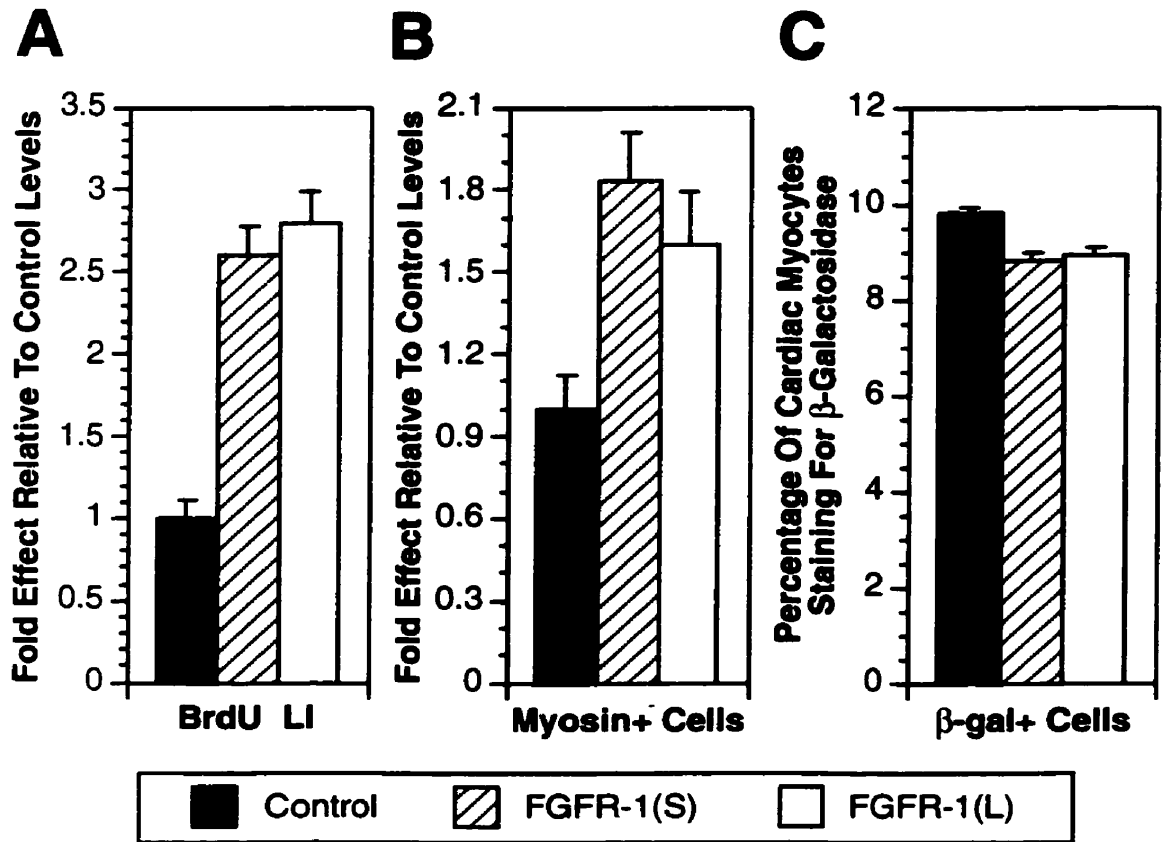 A
Fold Effect Relative To Control Levels
3.5
3
2.5
2
1.5
1
0.5
0
BrdU LI
B
Fold Effect Relative To Control Levels
2.1
1.8
1.5
1.2
0.9
0.6
0.3
0
Myosin+ Cells
C
Percentage Of Cardiac Myocytes
Staining For β-Galactosidase
12
10
8
6
4
2
0
β-gal+ Cells
Control
FGFR-1(S)
FGFR-1(L)